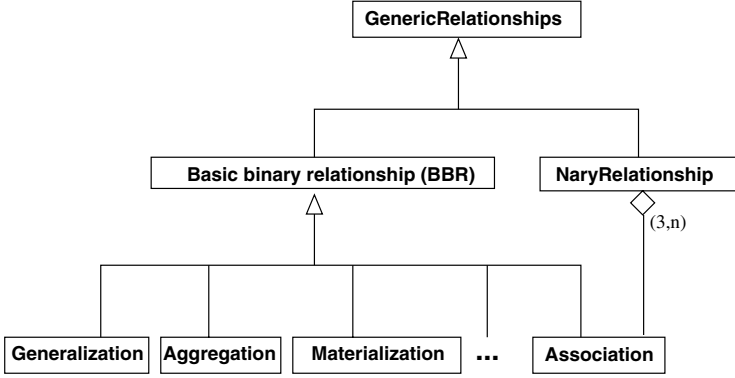 GenericRelationships
Basic binary relationship (BBR)
NaryRelationship
(3,n)
Generalization
Aggregation
Materialization
...
Association